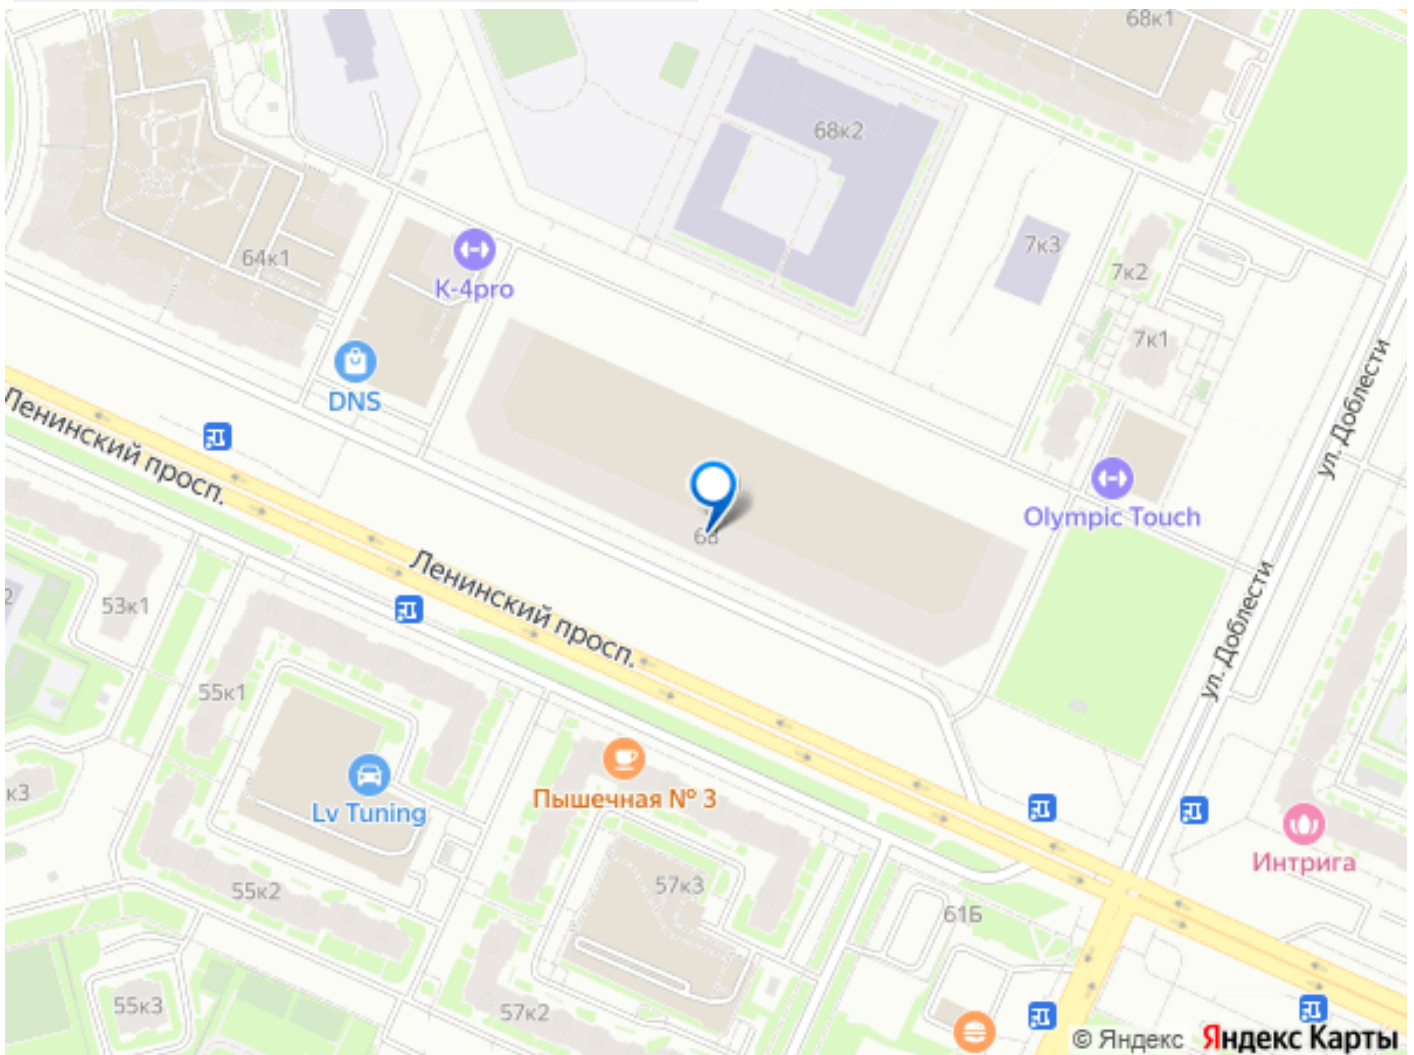 68к1
68к2
7к3
7к2
64к1
K-4pro
7к1
DNS
ул. Доблести
Ленинский просп.
Olympic Touch
Ленинский просп.
53к1
ул. Доблести
55к1
Пышечная № 3
к3
Lv Tuning
Интрига
57к3
55к2
61Б
55к3
57к2
© Яндекс Яндекс Карты